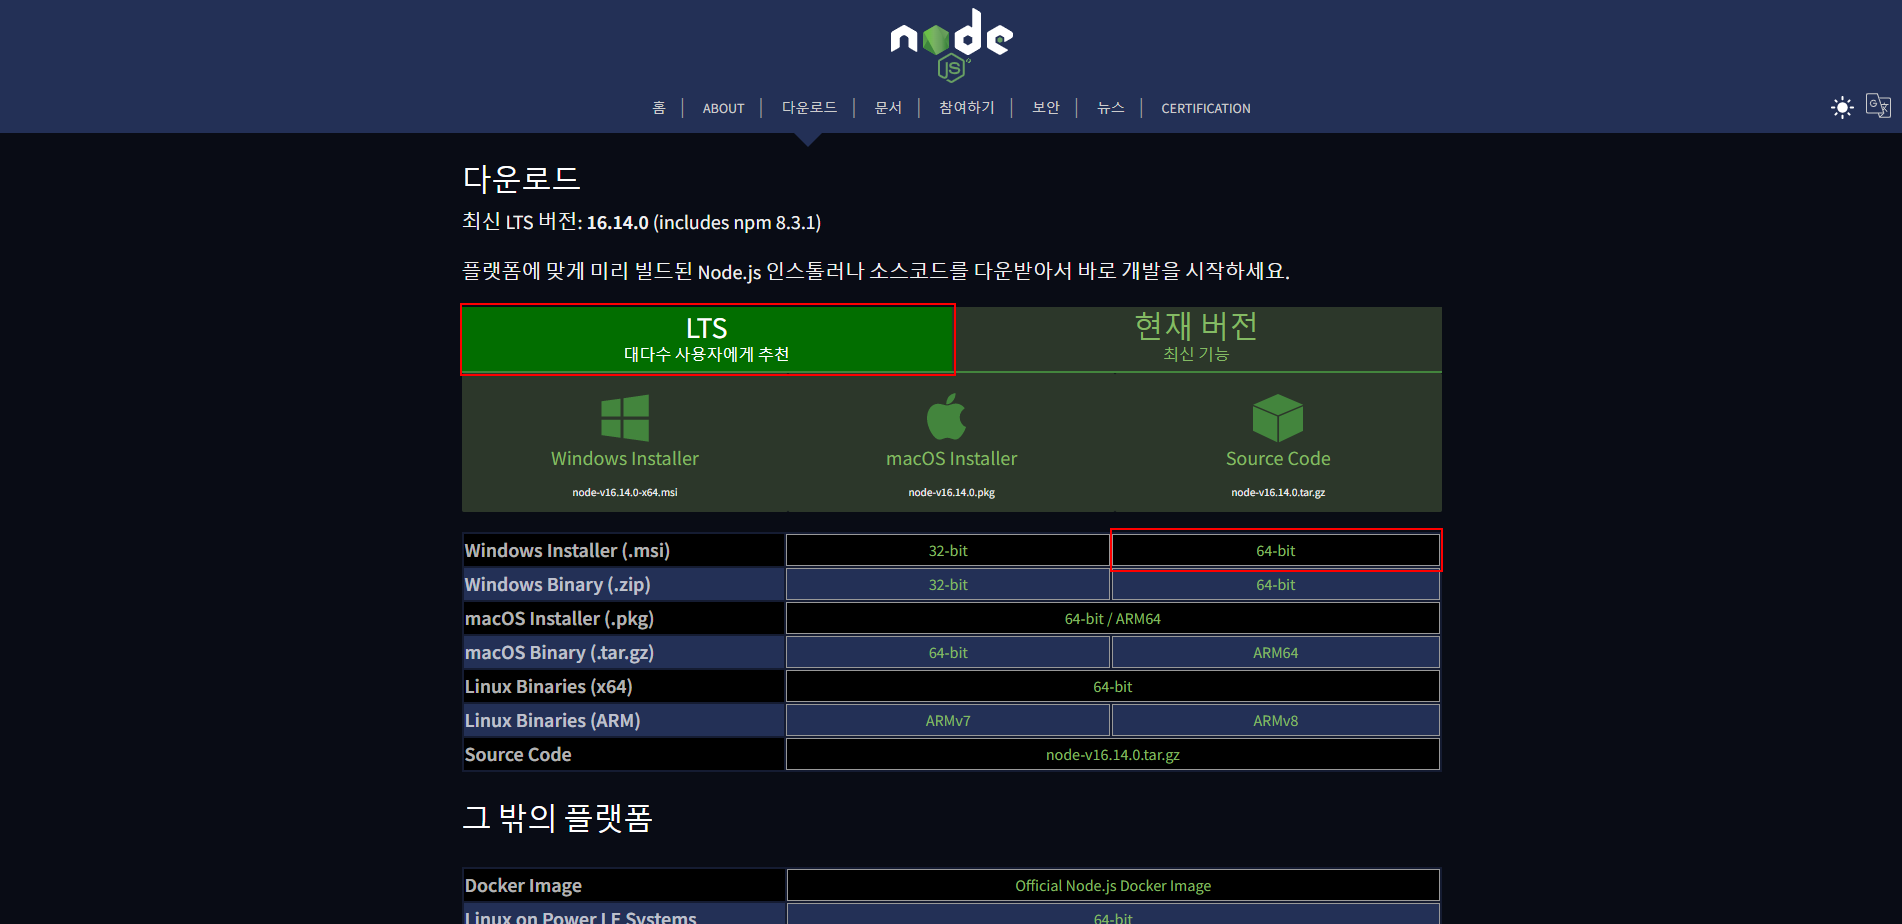 node
JS
홈 ABOUT 다운로드 문서 참여하기 보안 뉴스 CERTIFICATION
다운로드
최신 LTS 버전: 16.14.0 (includes npm 8.3.1)
플랫폼에 맞게 미리 빌드된 Node.js 인스톨러나 소스코드를 다운받아서 바로 개발을 시작하세요.
LTS
대다수 사용자에게 추천
현재 버전
최신 기능
Windows Installer
node-v16.14.0-x64.msi
macOS Installer
node-v16.14.0.pkg
Source Code
node-v16.14.0.tar.gz
Windows Installer (.msi) 32-bit 64-bit
Windows Binary (.zip) 32-bit 64-bit
macOS Installer (.pkg) 64-bit / ARM64
macOS Binary (.tar.gz) 64-bit ARM64
Linux Binaries (x64) 64-bit
Linux Binaries (ARM) ARMv7 ARMv8
Source Code node-v16.14.0.tar.gz
그 밖의 플랫폼
Docker Image Official Node.js Docker Image
Linux on Power LE Systems 64-bit